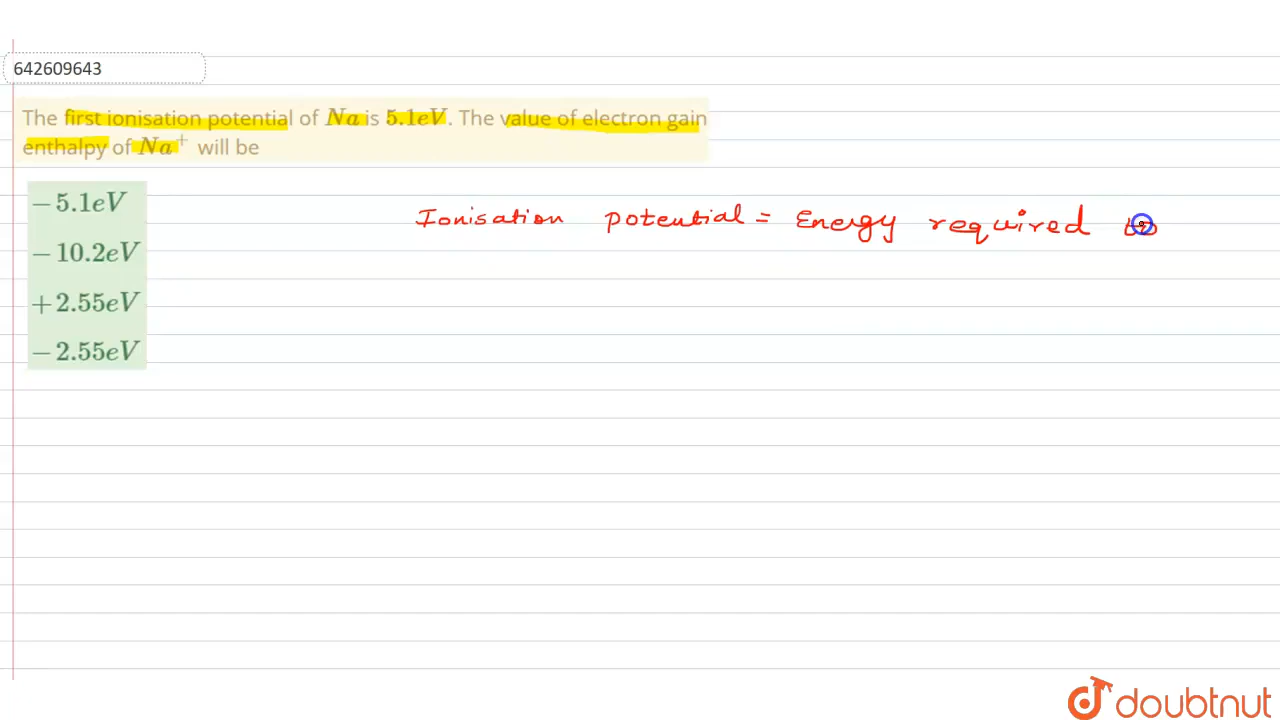 642609643
The first ionisation potential of Na is 5.1eV. The value of electron gain
enthalpy of Na⁺ will be
−5.1eV
−10.2eV
+2.55eV
−2.55eV
Ionisation potential = Energy required
doubtnut